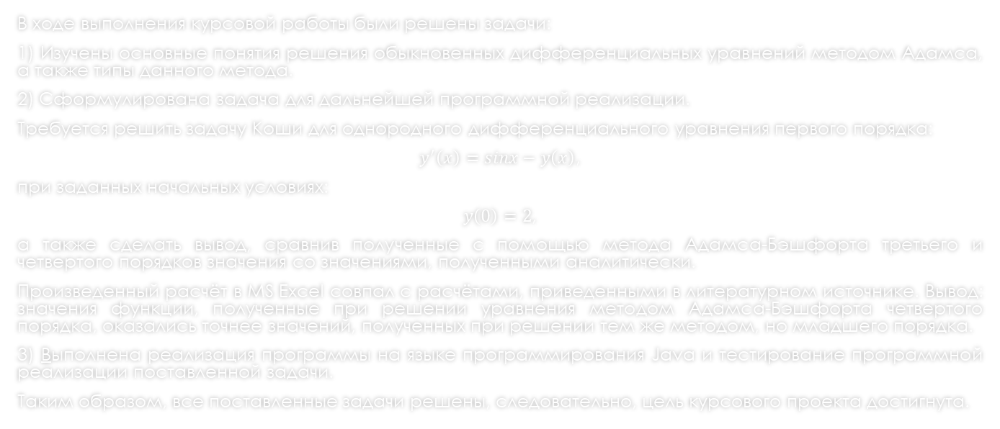 В ходе выполнения курсовой работы были решены задачи:
1) Изучены основные понятия решения обыкновенных дифференциальных уравнений методом Адамса,
а также типы данного метода.
2) Сформулирована задача для дальнейшей программной реализации.
Требуется решить задачу Коши для однородного дифференциального уравнения первого порядка:
y'(x) = sinx − y(x),
при заданных начальных условиях:
y(0) = 2,
а также сделать вывод, сравнив полученные с помощью метода Адамса-Бэшфорта третьего и
четвертого порядков значения со значениями, полученными аналитически.
Произведенный расчёт в MS Excel совпал с расчётами, приведенными в литературном источнике. Вывод:
значения функции, полученные при решении уравнения методом Адамса-Бэшфорта четвертого
порядка, оказались точнее значений, полученных при решении тем же методом, но младшего порядка.
3) Выполнена реализация программы на языке программирования Java и тестирование программной
реализации поставленной задачи.
Таким образом, все поставленные задачи решены, следовательно, цель курсового проекта достигнута.